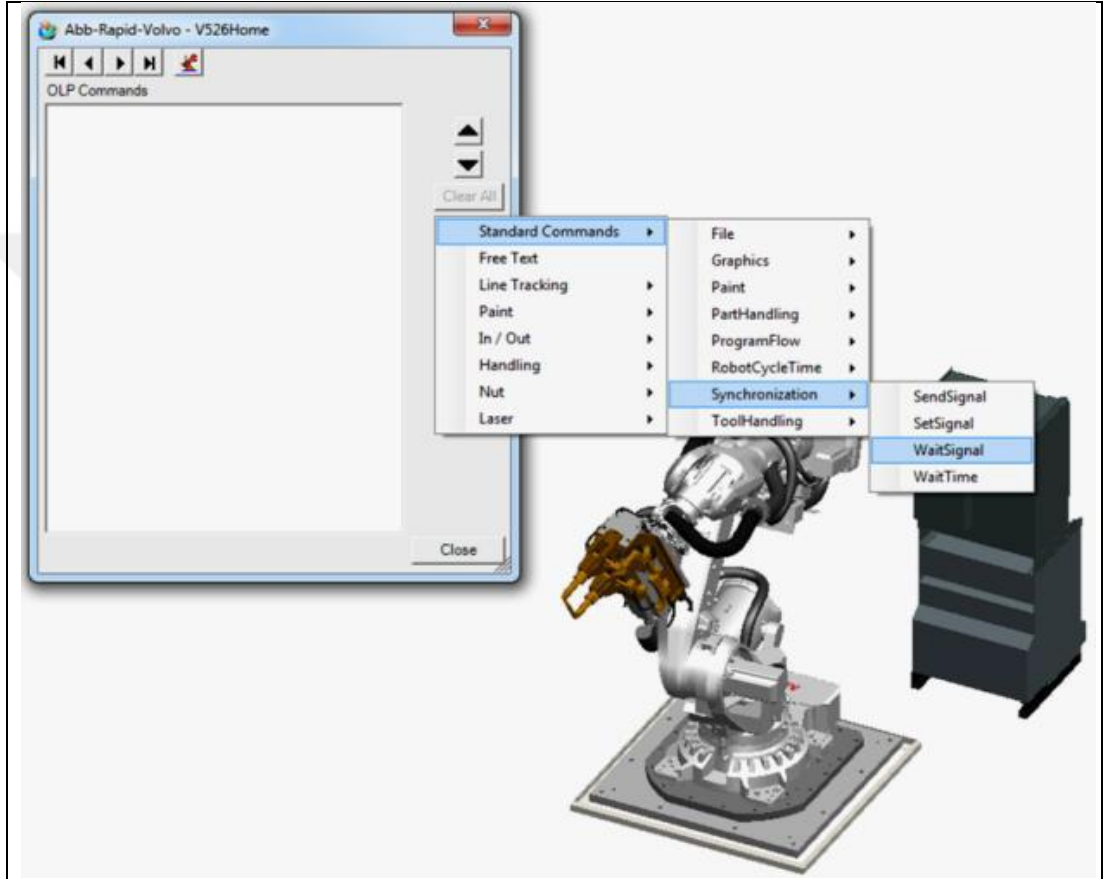 Abb-Rapid-Volvo - V526Home
OLP Commands
Clear All
Standard Commands
Free Text
Line Tracking
Paint
In / Out
Handling
Nut
Laser
File
Graphics
Paint
PartHandling
ProgramFlow
RobotCycleTime
Synchronization
ToolHandling
SendSignal
SetSignal
WaitSignal
WaitTime
Close